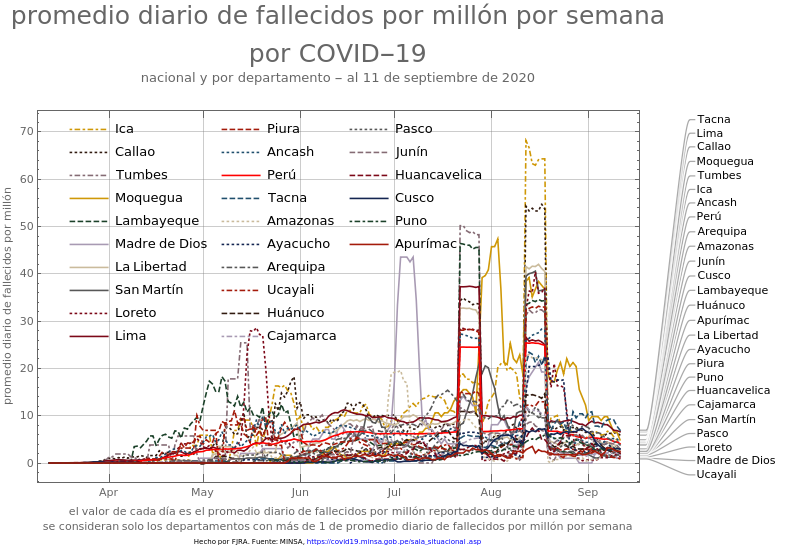 promedio diario de fallecidos por millón por semana
por COVID−19
nacional y por departamento − al 11 de septiembre de 2020
promedio diario de fallecidos por millón
70
60
50
40
30
20
10
0
Ica
Callao
Tumbes
Moquegua
Lambayeque
Madre de Dios
La Libertad
San Martín
Loreto
Lima
Piura
Ancash
Perú
Tacna
Amazonas
Ayacucho
Arequipa
Ucayali
Huánuco
Cajamarca
Pasco
Junín
Huancavelica
Cusco
Puno
Apurímac
Tacna
Lima
Callao
Moquegua
Tumbes
Ica
Ancash
Perú
Arequipa
Amazonas
Junín
Cusco
Lambayeque
Huánuco
Apurímac
La Libertad
Ayacucho
Piura
Puno
Huancavelica
Cajamarca
San Martín
Pasco
Loreto
Madre de Dios
Ucayali
Apr May Jun Jul Aug Sep
el valor de cada día es el promedio diario de fallecidos por millón reportados durante una semana
se consideran solo los departamentos con más de 1 de promedio diario de fallecidos por millón por semana
Hecho por FJRA. Fuente: MINSA, https://covid19.minsa.gob.pe/sala_situacional.asp